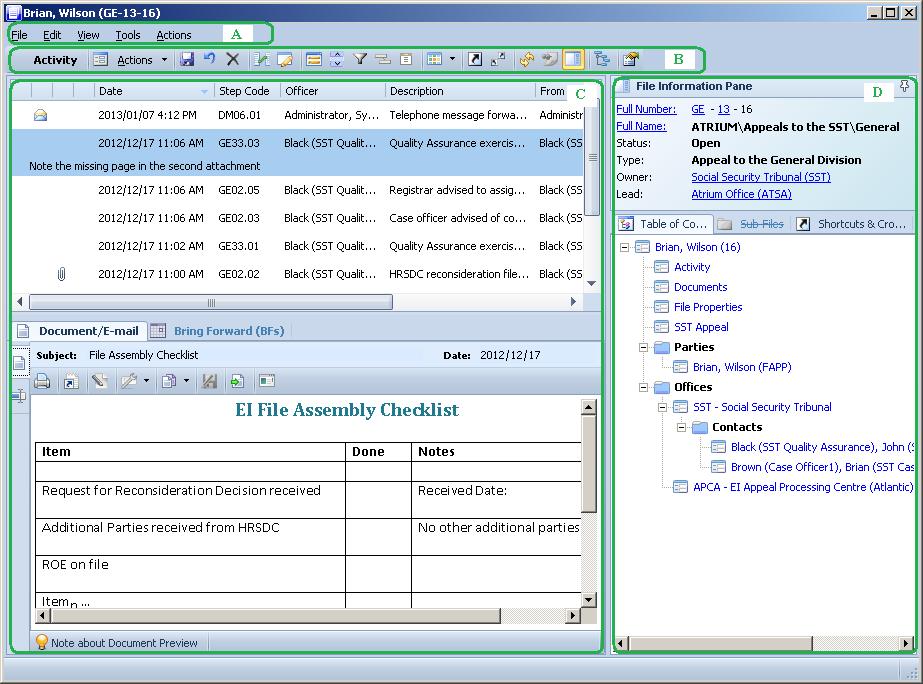 Brian, Wilson (GE-13-16)
File Edit View Tools Actions A
Activity Actions B
Date Step Code Officer Description From C
2013/01/07 4:12 PM DM06.01 Administrator, Sy... Telephone message forwa... Administr
2012/12/17 11:06 AM GE33.03 Black (SST Qualit... Quality Assurance exercis... Black (SS
Note the missing page in the second attachment
2012/12/17 11:06 AM GE02.05 Black (SST Qualit... Registrar advised to assig... Black (SS
2012/12/17 11:06 AM GE02.03 Black (SST Qualit... Case officer advised of co... Black (SS
2012/12/17 11:02 AM GE33.01 Black (SST Qualit... Quality Assurance exercis... Black (SS
2012/12/17 11:00 AM GE02.02 Black (SST Qualit... HRSDC reconsideration file... Black (SS
Document/E-mail Bring Forward (BFs)
Subject: File Assembly Checklist Date: 2012/12/17
EI File Assembly Checklist
Item Done Notes
Request for Reconsideration Decision received Received Date:
Additional Parties received from HRSDC No other additional parties
ROE on file
Itemn ...
Note about Document Preview
File Information Pane D
Full Number: GE - 13 - 16
Full Name: ATRIUM\Appeals to the SST\General
Status: Open
Type: Appeal to the General Division
Owner: Social Security Tribunal (SST)
Lead: Atrium Office (ATSA)
Table of Co... Sub-Files Shortcuts & Cro...
Brian, Wilson (16)
Activity
Documents
File Properties
SST Appeal
Parties
Brian, Wilson (FAPP)
Offices
SST - Social Security Tribunal
Contacts
Black (SST Quality Assurance), John (S
Brown (Case Officer1), Brian (SST Cas
APCA - EI Appeal Processing Centre (Atlantic)